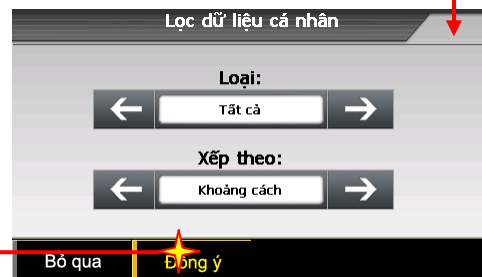 Lọc dữ liệu cá nhân
Loại:
Tất cả
Xếp theo:
Khoảng cách
Bỏ qua
Đồng ý